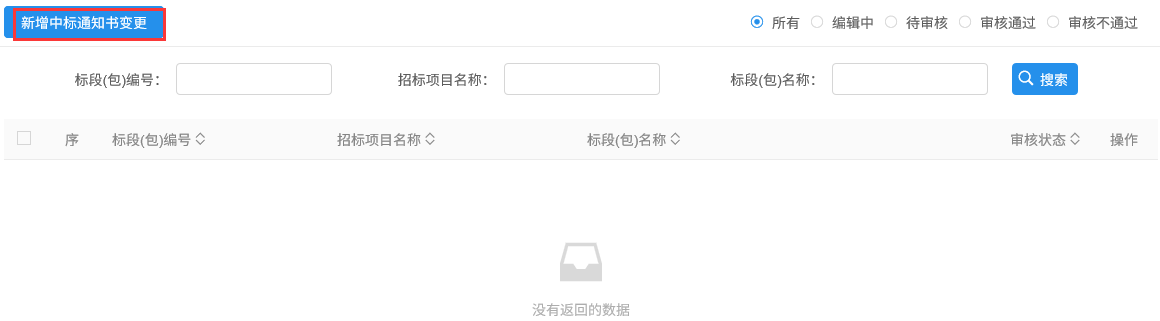 新增中标通知书变更 所有 编辑中 待审核 审核通过 审核不通过
标段(包)编号： 招标项目名称： 标段(包)名称： 搜索
序 标段(包)编号 招标项目名称 标段(包)名称 审核状态 操作
没有返回的数据